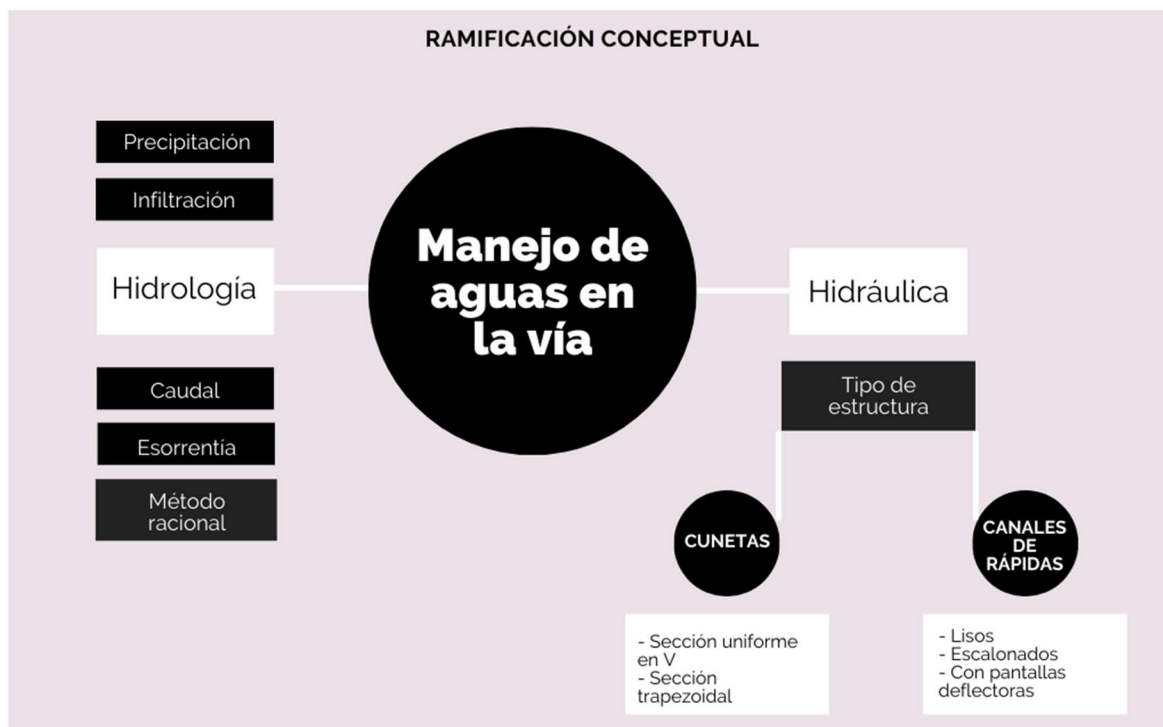 RAMIFICACIÓN CONCEPTUAL
Precipitación
Infiltración
Hidrología
Caudal
Esorrentía
Método
racional
Manejo de
aguas en
la vía
Hidráulica
Tipo de
estructura
CUNETAS
- Sección uniforme
en V
- Sección
trapezoidal
CANALES
DE
RÁPIDAS
- Lisos
- Escalonados
- Con pantallas
deflectoras